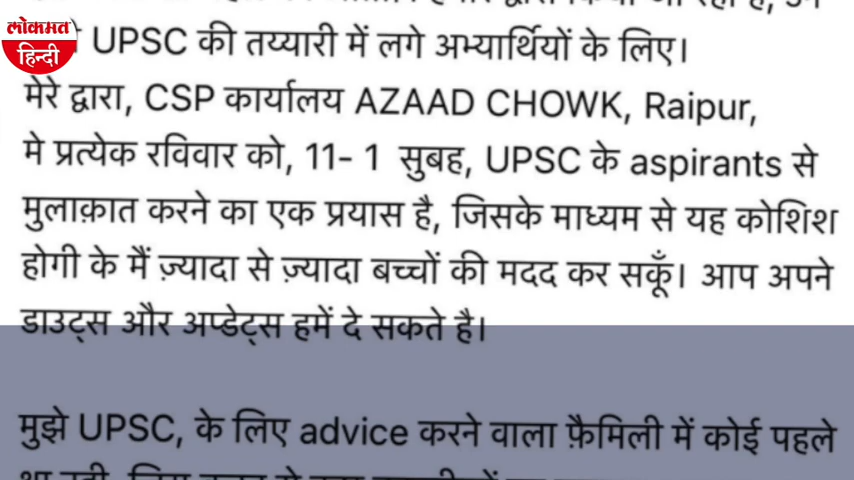 लोकमत
हिन्दी
UPSC की तय्यारी में लगे अभ्यार्थियों के लिए।
मेरे द्वारा, CSP कार्यालय AZAAD CHOWK, Raipur,
मे प्रत्येक रविवार को, 11- 1 सुबह, UPSC के aspirants से
मुलाक़ात करने का एक प्रयास है, जिसके माध्यम से यह कोशिश
होगी के मैं ज़्यादा से ज़्यादा बच्चों की मदद कर सकूँ। आप अपने
डाउट्स और अप्डेट्स हमें दे सकते है।
मुझे UPSC, के लिए advice करने वाला फ़ैमिली में कोई पहले